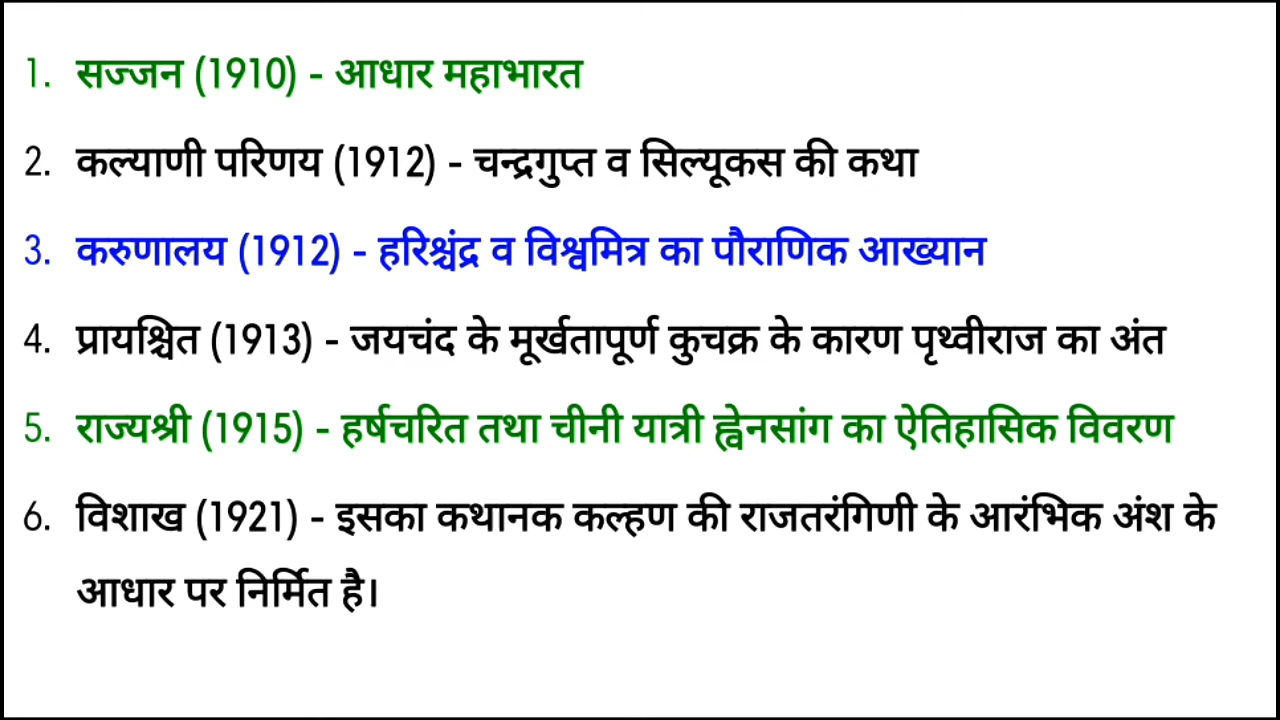 1. सज्जन (1910) - आधार महाभारत
2. कल्याणी परिणय (1912) - चन्द्रगुप्त व सिल्यूकस की कथा
3. करुणालय (1912) - हरिश्चंद्र व विश्वमित्र का पौराणिक आख्यान
4. प्रायश्चित (1913) - जयचंद के मूर्खतापूर्ण कुचक्र के कारण पृथ्वीराज का अंत
5. राज्यश्री (1915) - हर्षचरित तथा चीनी यात्री ह्वेनसांग का ऐतिहासिक विवरण
6. विशाख (1921) - इसका कथानक कल्हण की राजतरंगिणी के आरंभिक अंश के
आधार पर निर्मित है।